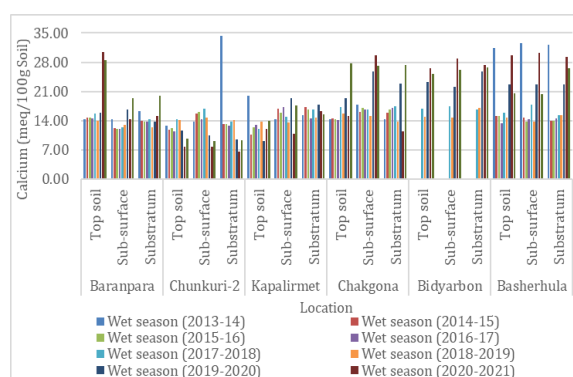 Calcium (meq/100gSoil)
35.00
28.00
21.00
14.00
7.00
0.00
Top soil
Sub-surface
Substratum
Top soil
Sub-surface
Substratum
Top soil
Sub-surface
Substratum
Top soil
Sub-surface
Substratum
Top soil
Sub-surface
Substratum
Top soil
Sub-surface
Substratum
Baranpara Chunkuri-2 Kapalirmet Chakgona Bidyarbon Basherhula
Location
Wet season (2013-14) Wet season (2014-15)
Wet season (2015-16) Wet season (2016-17)
Wet season (2017-2018) Wet season (2018-2019)
Wet season (2019-2020) Wet season (2020-2021)